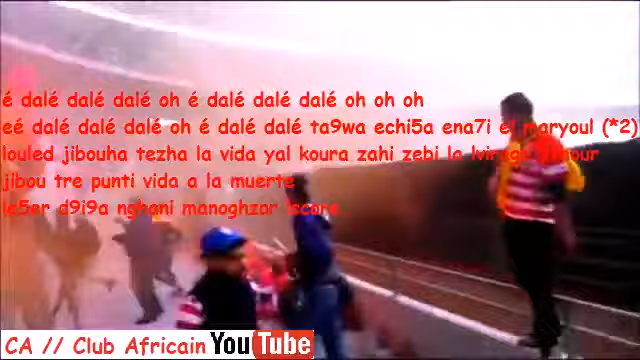 é dalé dalé dalé oh é dalé dalé dalé oh oh oh
eé dalé dalé dalé oh é dalé dalé ta9wa echi5a ena7i el maryoul (*2)
louled jibouha tezha la vida yal koura zahi zebi la lvirage
jibou tre punti vida a la muerte
le5er d9i9a nghani manoghzor lscore
CA // Club Africain YouTube